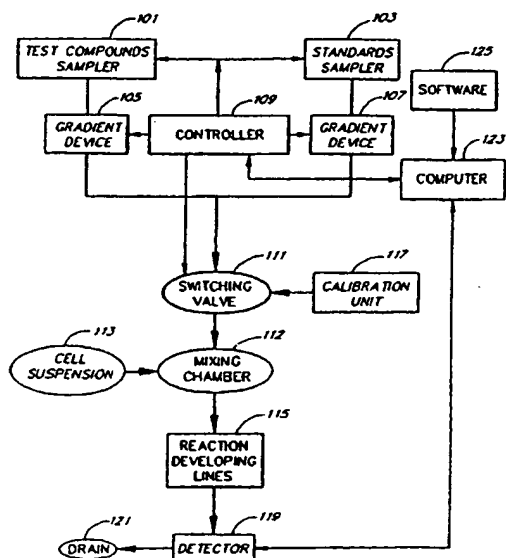 101
TEST COMPOUNDS
SAMPLER
103
STANDARDS
SAMPLER
125
SOFTWARE
105
GRADIENT
DEVICE
109
CONTROLLER
107
GRADIENT
DEVICE
123
COMPUTER
111
SWITCHING
VALVE
117
CALIBRATION
UNIT
113
CELL
SUSPENSION
112
MIXING
CHAMBER
115
REACTION
DEVELOPING
LINES
121
DRAIN
119
DETECTOR